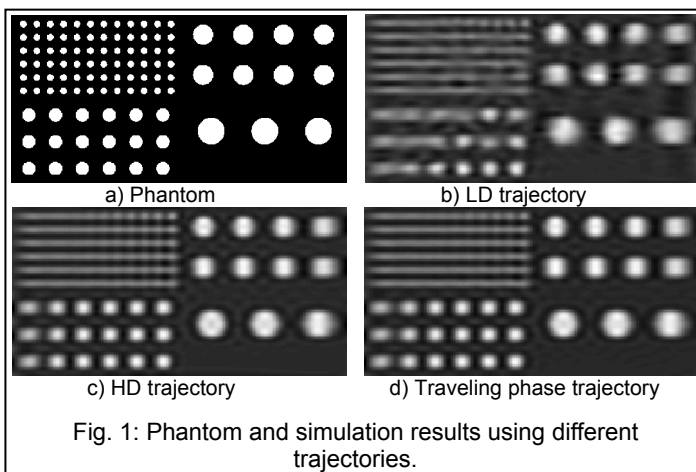 a) Phantom
b) LD trajectory
c) HD trajectory
d) Traveling phase trajectory
Fig. 1: Phantom and simulation results using different
trajectories.